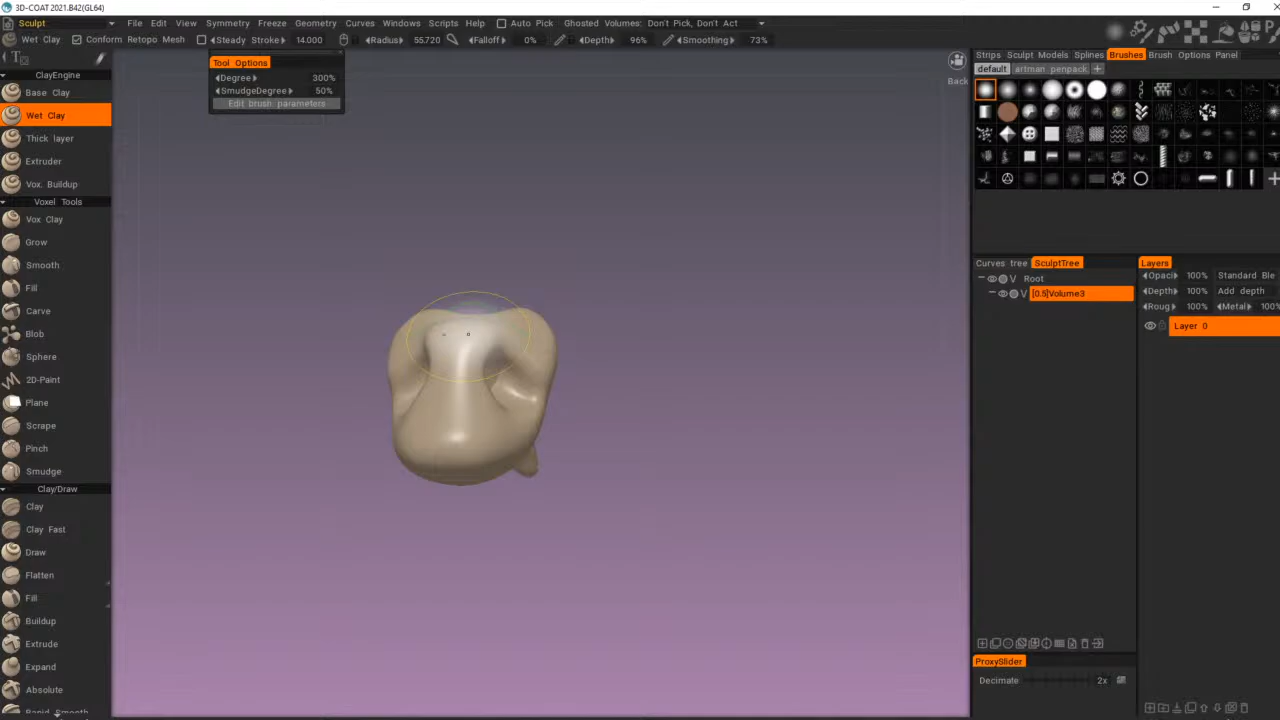 3D-COAT 2021.B42(GL64)
Sculpt File Edit View Symmetry Freeze Geometry Curves Windows Scripts Help Auto Pick Ghosted Volumes: Don't Pick, Don't Act
Wet Clay Conform Retopo Mesh Steady Stroke 14.000 Radius 55.720 Falloff 0% Depth 96% Smoothing 73%
ClayEngine
Base Clay
Wet Clay
Thick layer
Extruder
Vox. Buildup
Voxel Tools
Vox Clay
Grow
Smooth
Fill
Carve
Blob
Sphere
2D-Paint
Plane
Scrape
Pinch
Smudge
Clay/Draw
Clay
Clay Fast
Draw
Flatten
Fill
Buildup
Extrude
Expand
Absolute
Rapid Smooth
Tool Options
Degree 300%
SmudgeDegree 50%
Edit brush parameters
Back
Strips Sculpt Models Splines Brushes Brush Options Panel
default artman penpack +
Curves tree SculptTree
V Root
V [0.5]Volume3
Layers
Opaci 100% Standard Ble
Depth 100% Add depth
Roug 100% Metal 100%
Layer 0
ProxySlider
Decimate 2x